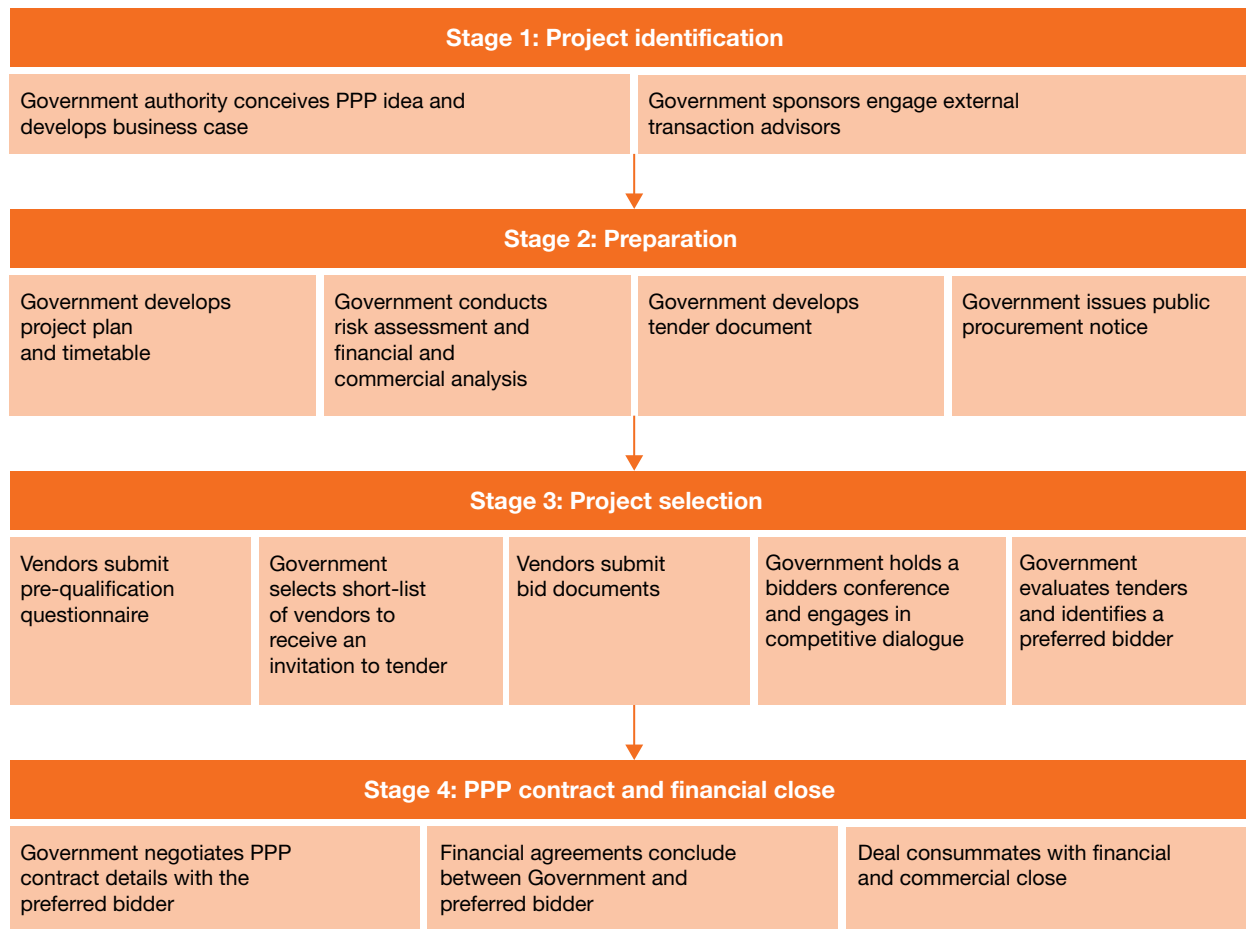 Stage 1: Project identification
Government authority conceives PPP idea and
develops business case
Government sponsors engage external
transaction advisors
Stage 2: Preparation
Government develops
project plan
and timetable
Government conducts
risk assessment and
financial and
commercial analysis
Government develops
tender document
Government issues public
procurement notice
Stage 3: Project selection
Vendors submit
pre-qualification
questionnaire
Government
selects short-list
of vendors to
receive an
invitation to tender
Vendors submit
bid documents
Government holds a
bidders conference
and engages in
competitive dialogue
Government
evaluates tenders
and identifies a
preferred bidder
Stage 4: PPP contract and financial close
Government negotiates PPP
contract details with the
preferred bidder
Financial agreements conclude
between Government and
preferred bidder
Deal consummates with financial
and commercial close